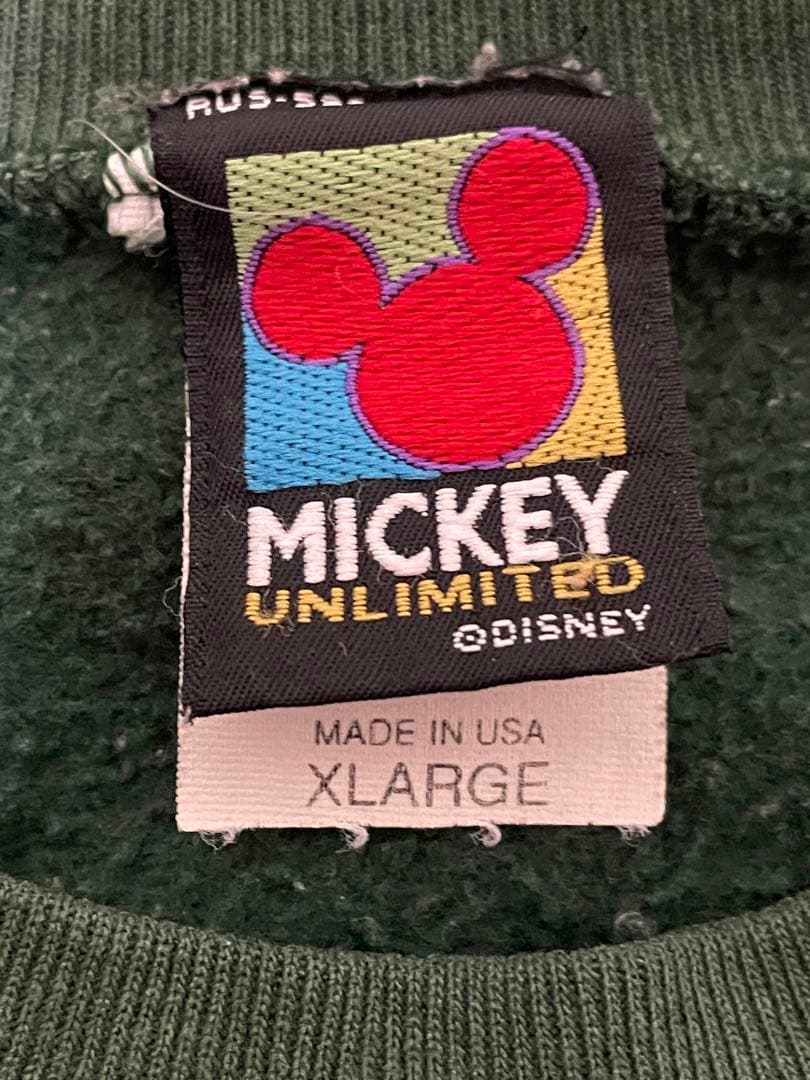 MICKEY
UNLIMITED
©DISNEY
MADE IN USA
XLARGE